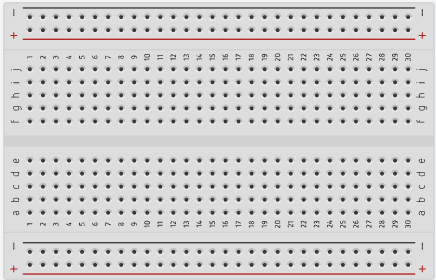 − −
+ +
1 2 3 4 5 6 7 8 9 10 11 12 13 14 15 16 17 18 19 20 21 22 23 24 25 26 27 28 29 30
j j
i i
h h
g g
f f
e e
d d
c c
b b
a a
1 2 3 4 5 6 7 8 9 10 11 12 13 14 15 16 17 18 19 20 21 22 23 24 25 26 27 28 29 30
− −
+ +